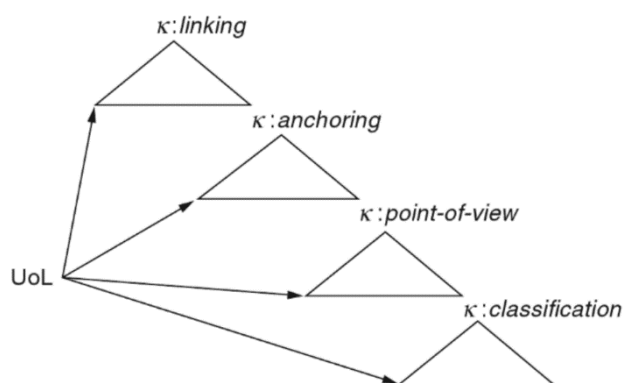 κ:linking
κ:anchoring
κ:point-of-view
UoL
κ:classification